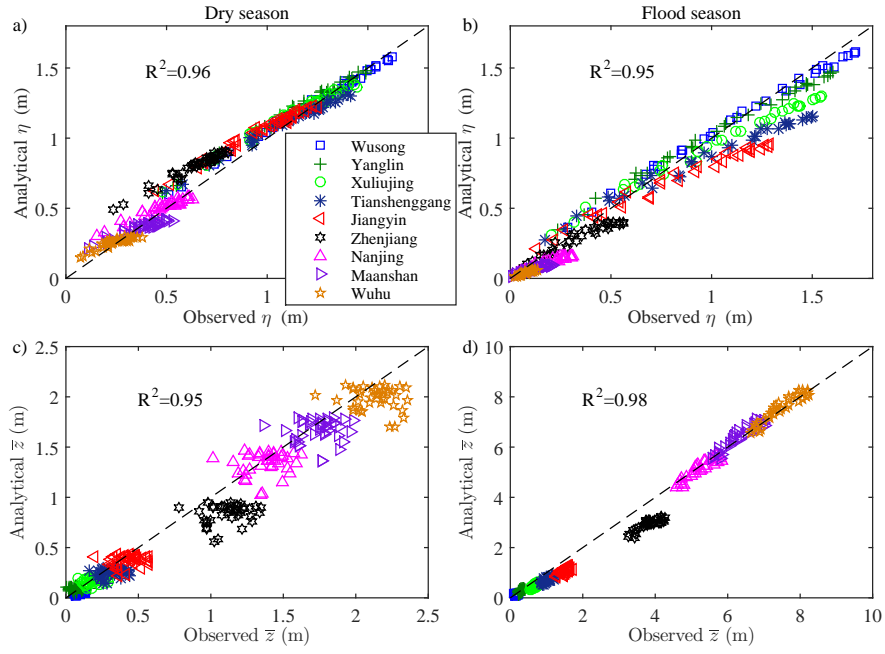 Dry season
Flood season
a)
R²=0.96
1.5
1
0.5
0
0
0.5
1
1.5
Analytical η (m)
Observed η (m)
Wusong
Yanglin
Xuliujing
Tianshenggang
Jiangyin
Zhenjiang
Nanjing
Maanshan
Wuhu
b)
R²=0.95
1.5
1
0.5
0
0
0.5
1
1.5
Analytical η (m)
Observed η (m)
c)
R²=0.95
2.5
2
1.5
1
0.5
0
0
0.5
1
1.5
2
2.5
Analytical z̅ (m)
Observed z̅ (m)
d)
R²=0.98
10
8
6
4
2
0
0
2
4
6
8
10
Analytical z̅ (m)
Observed z̅ (m)